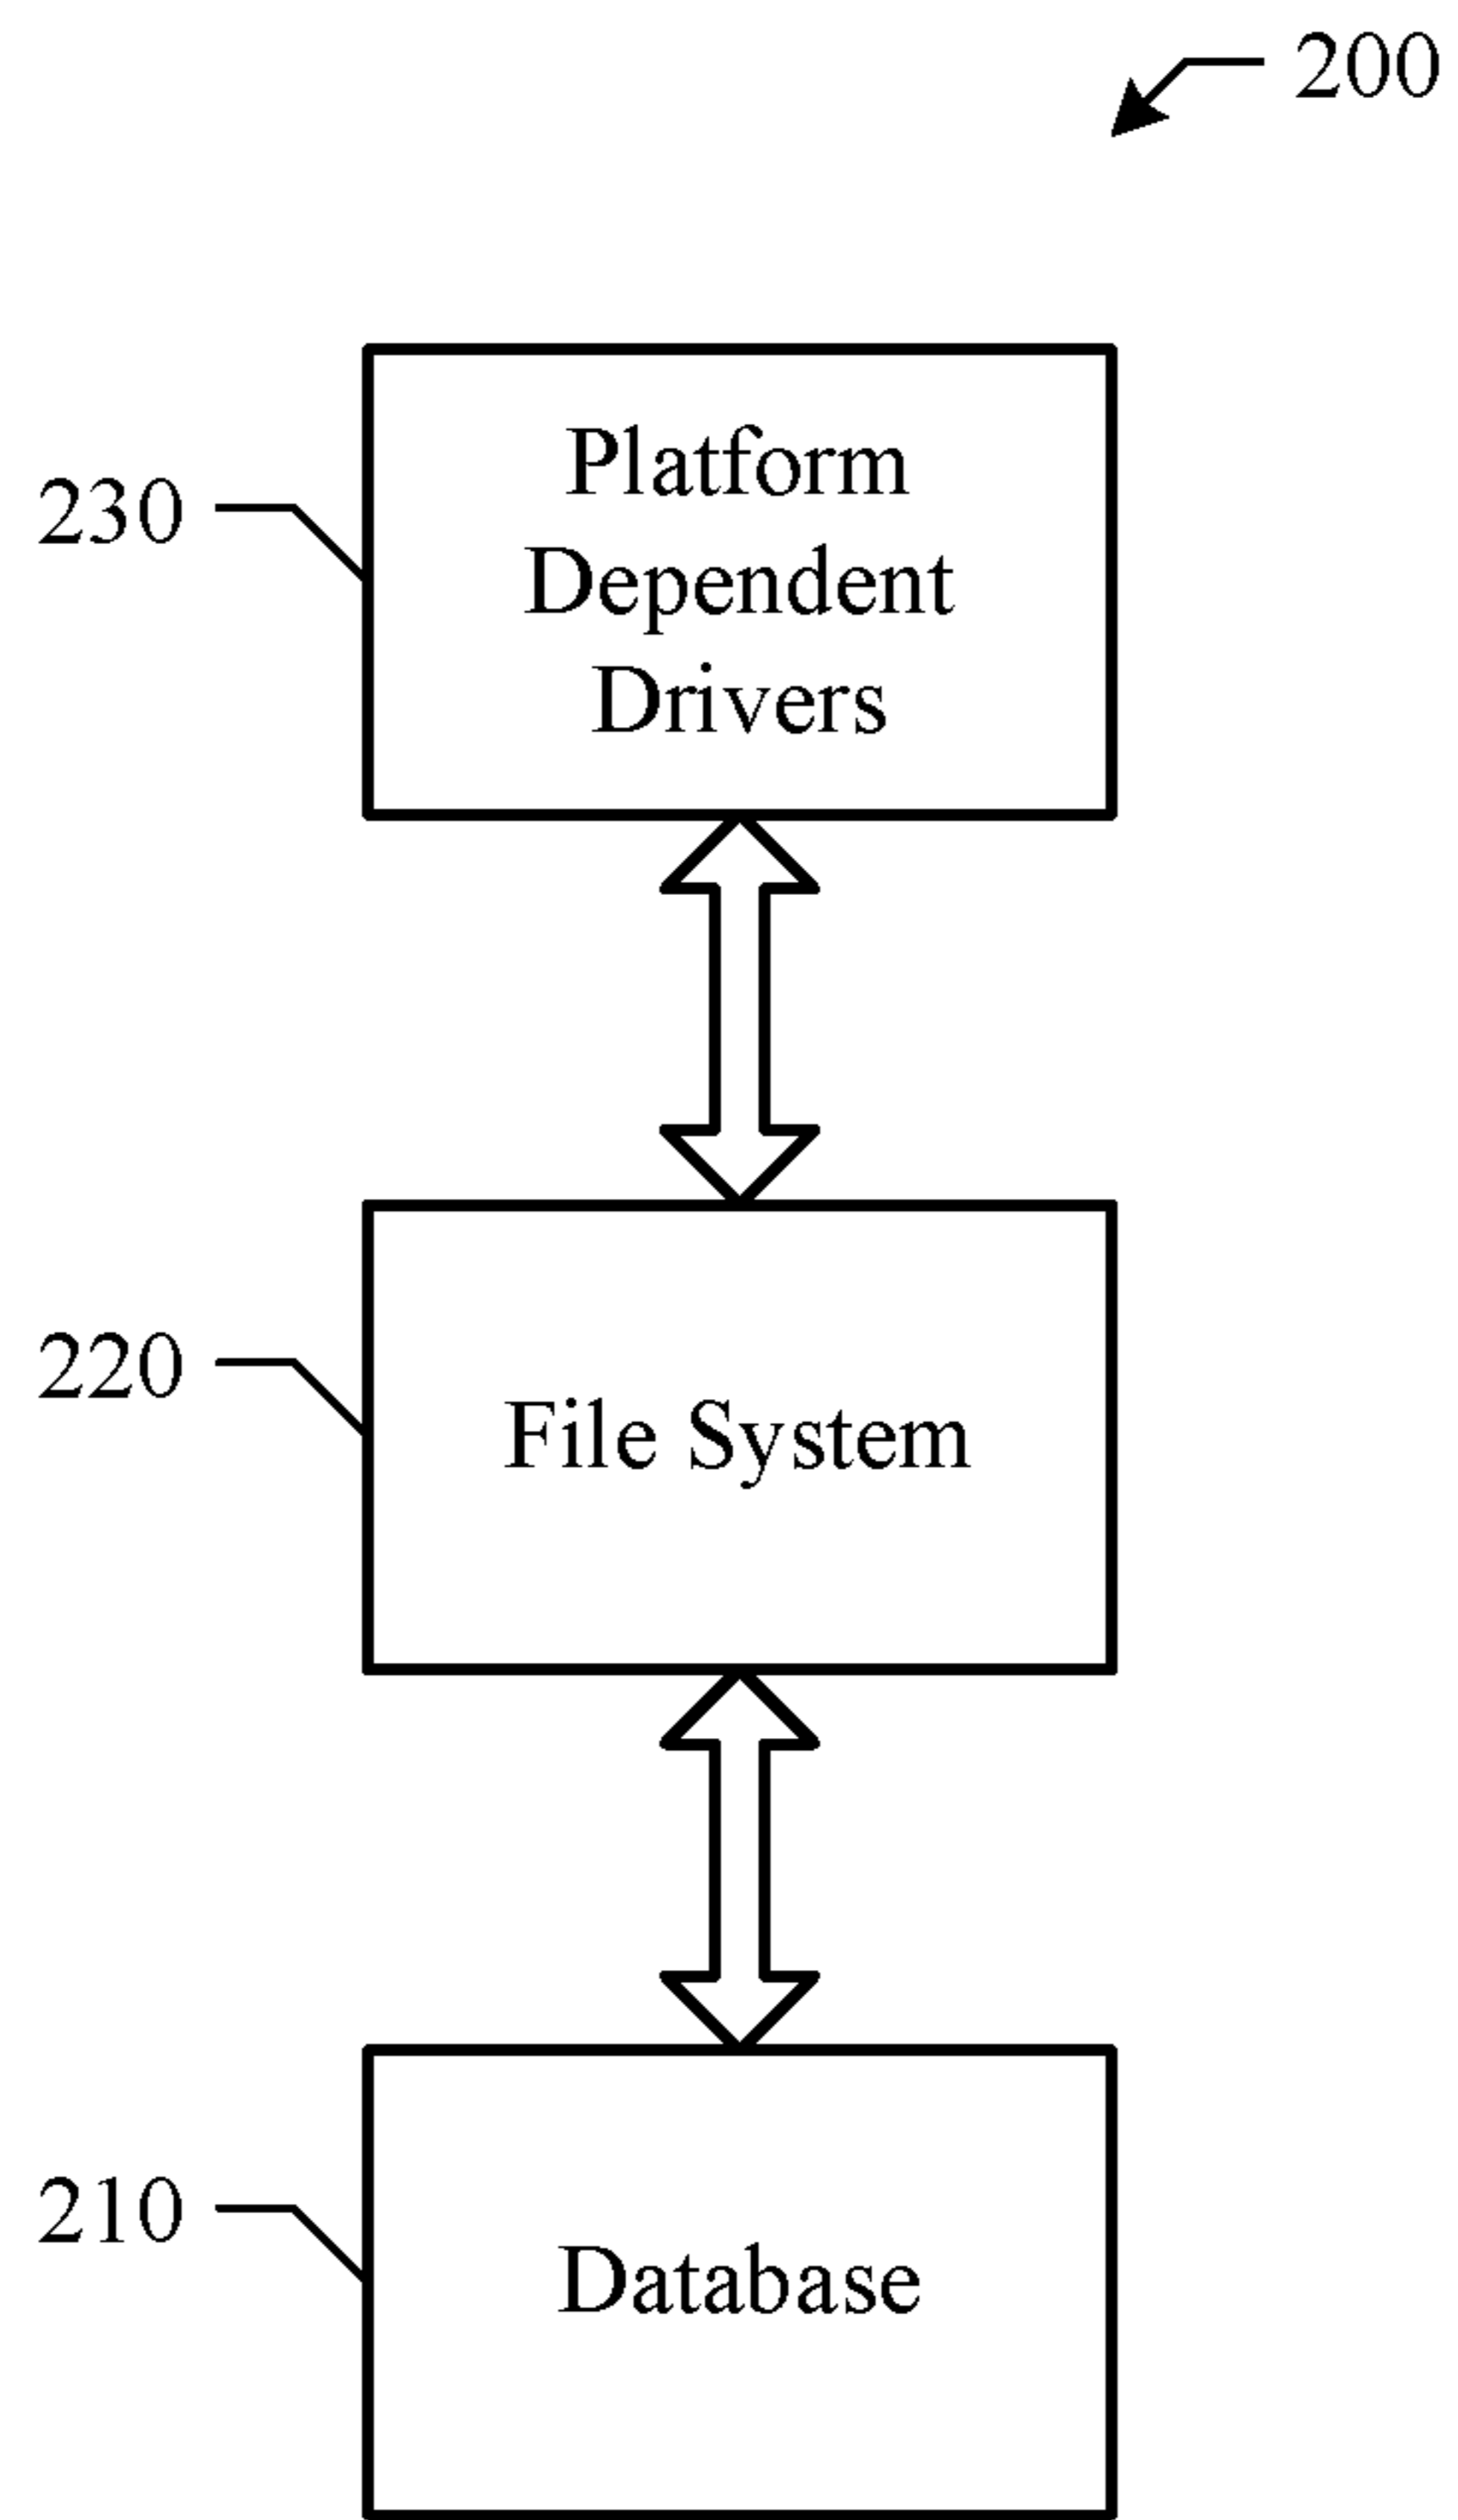 200
230
Platform
Dependent
Drivers
220
File System
210
Database